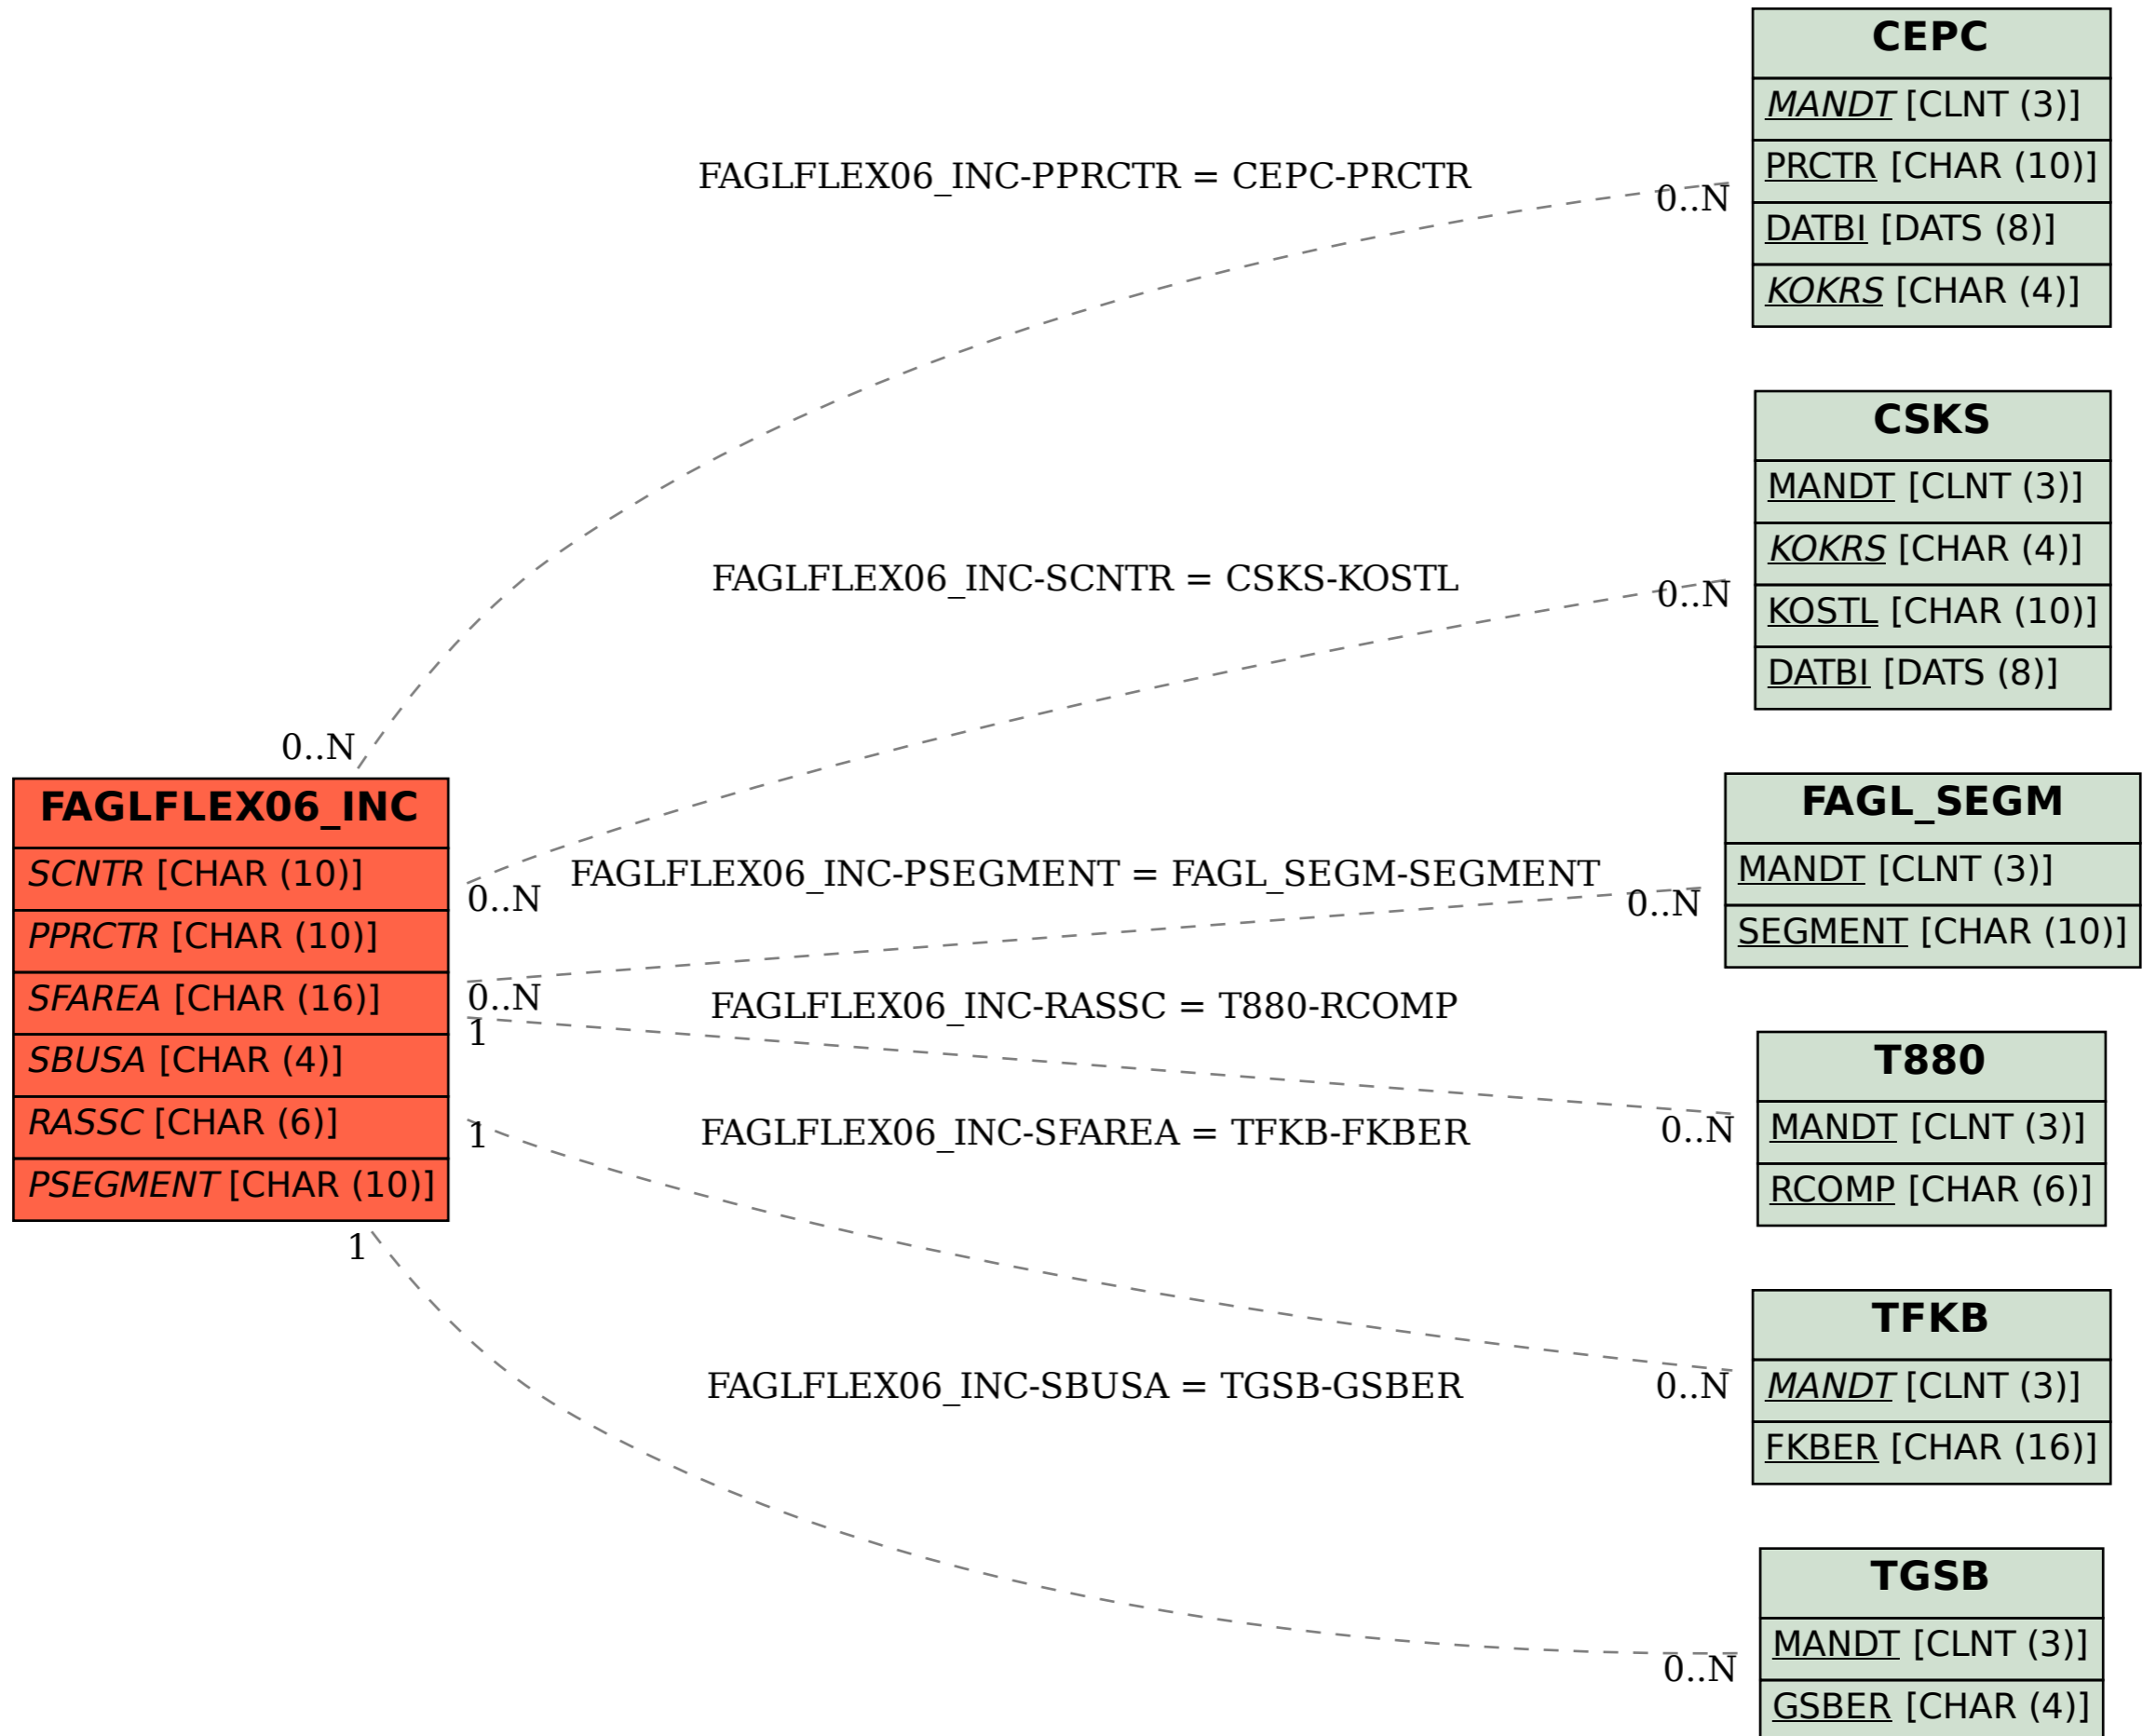 CEPC
MANDT [CLNT (3)]
PRCTR [CHAR (10)]
DATBI [DATS (8)]
KOKRS [CHAR (4)]
FAGLFLEX06_INC-PPRCTR = CEPC-PRCTR
0..N
0..N
CSKS
MANDT [CLNT (3)]
KOKRS [CHAR (4)]
KOSTL [CHAR (10)]
DATBI [DATS (8)]
FAGLFLEX06_INC-SCNTR = CSKS-KOSTL
0..N
0..N
FAGLFLEX06_INC
SCNTR [CHAR (10)]
PPRCTR [CHAR (10)]
SFAREA [CHAR (16)]
SBUSA [CHAR (4)]
RASSC [CHAR (6)]
PSEGMENT [CHAR (10)]
FAGLFLEX06_INC-PSEGMENT = FAGL_SEGM-SEGMENT
0..N
0..N
FAGL_SEGM
MANDT [CLNT (3)]
SEGMENT [CHAR (10)]
FAGLFLEX06_INC-RASSC = T880-RCOMP
1
0..N
T880
MANDT [CLNT (3)]
RCOMP [CHAR (6)]
FAGLFLEX06_INC-SFAREA = TFKB-FKBER
1
0..N
TFKB
MANDT [CLNT (3)]
FKBER [CHAR (16)]
FAGLFLEX06_INC-SBUSA = TGSB-GSBER
1
0..N
TGSB
MANDT [CLNT (3)]
GSBER [CHAR (4)]